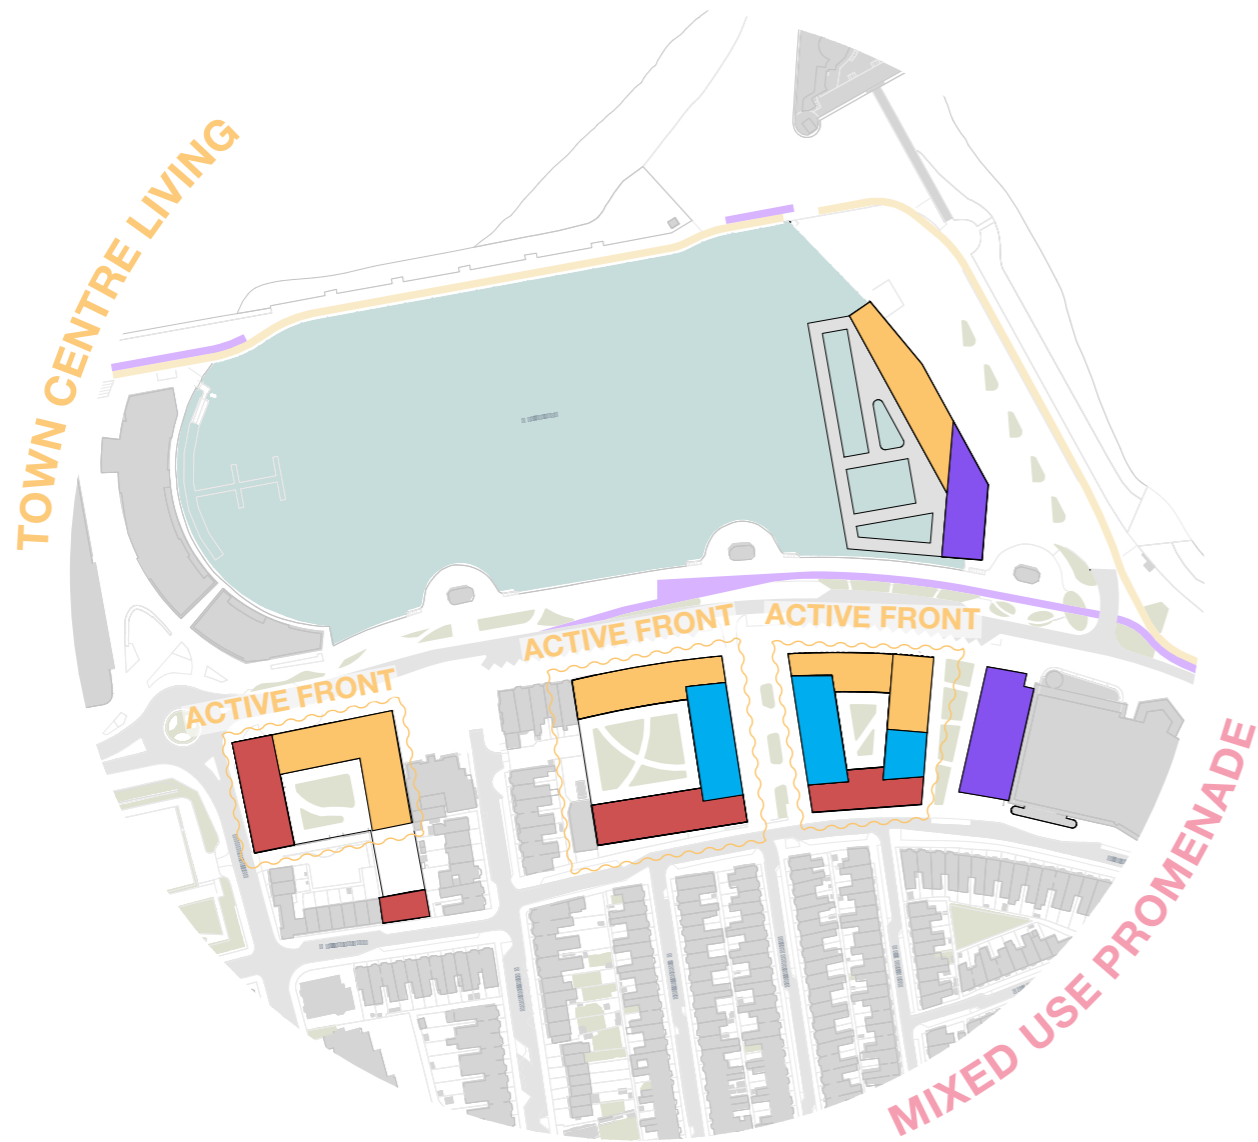 TOWN CENTRE LIVING
ACTIVE FRONT
ACTIVE FRONT
ACTIVE FRONT
MIXED USE PROMENADE